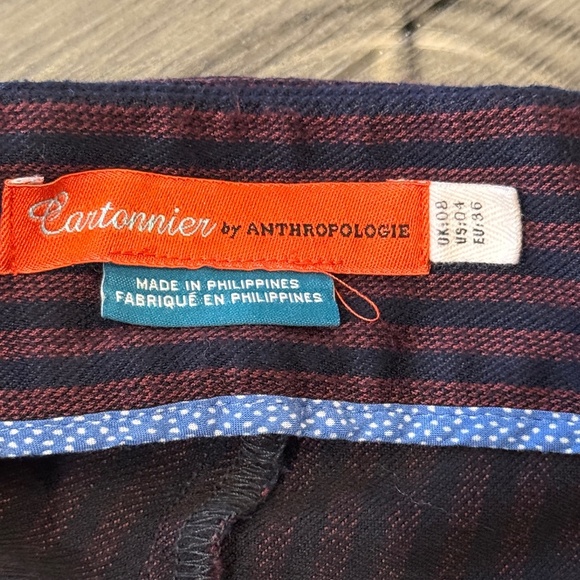 Cartonnier by ANTHROPOLOGIE
UK:08
US:04
EU:36
MADE IN PHILIPPINES
FABRIQUÉ EN PHILIPPINES